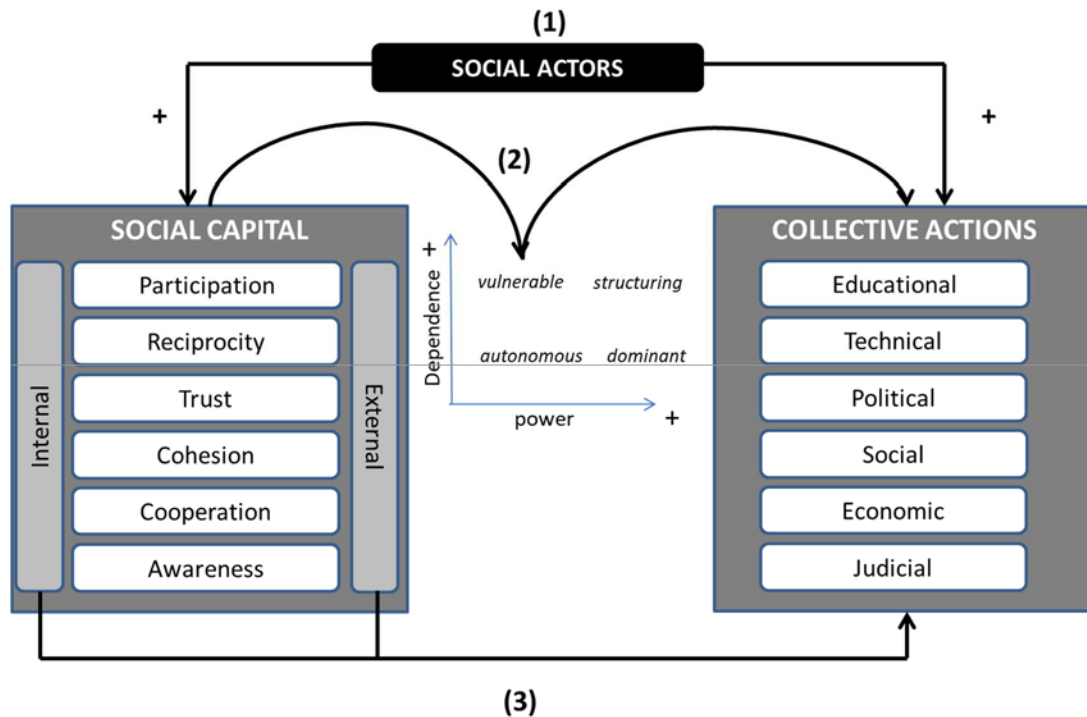 (1)
SOCIAL ACTORS
+
+
(2)
SOCIAL CAPITAL
Internal
Participation
Reciprocity
Trust
Cohesion
Cooperation
Awareness
External
+
Dependence
vulnerable structuring
autonomous dominant
power
+
COLLECTIVE ACTIONS
Educational
Technical
Political
Social
Economic
Judicial
(3)